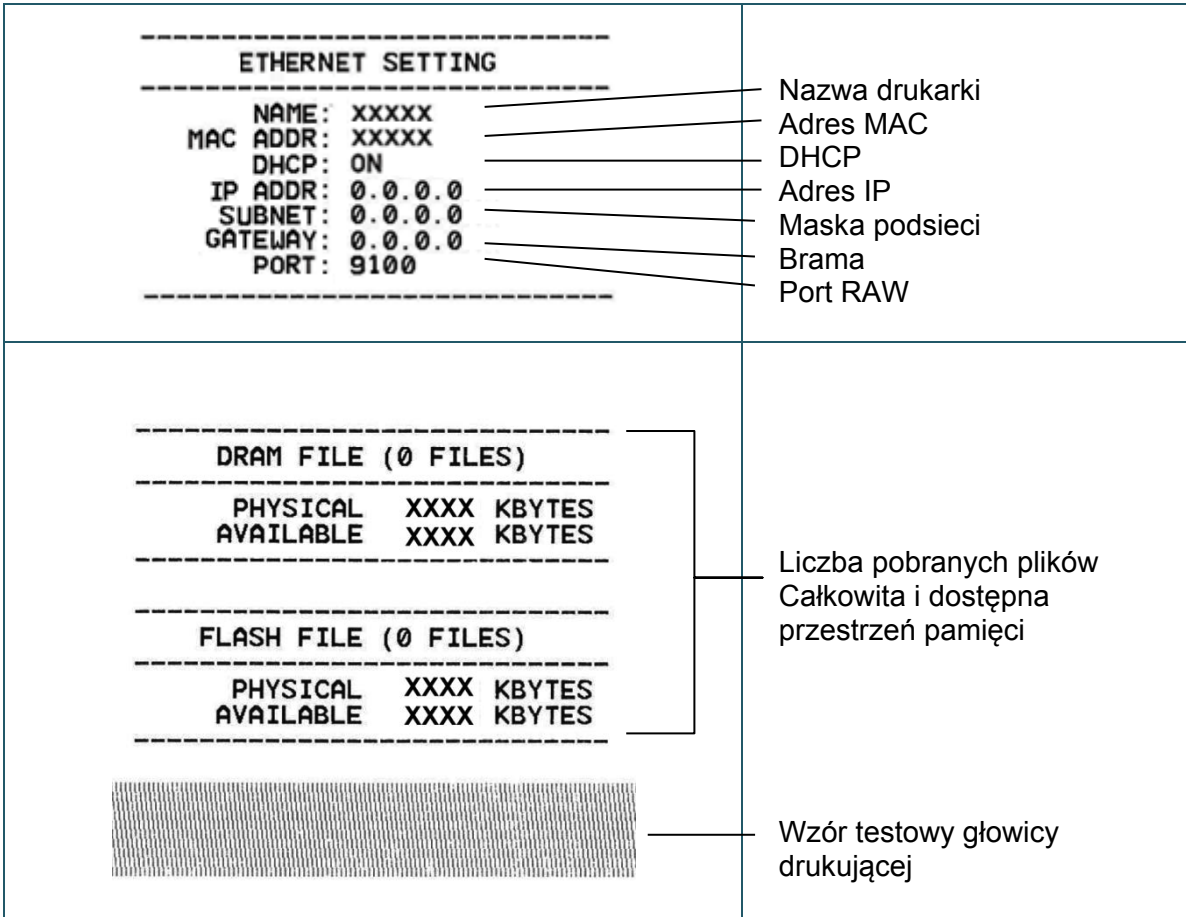 ETHERNET SETTING
NAME: XXXXX
MAC ADDR: XXXXX
DHCP: ON
IP ADDR: 0.0.0.0
SUBNET: 0.0.0.0
GATEWAY: 0.0.0.0
PORT: 9100
Nazwa drukarki
Adres MAC
DHCP
Adres IP
Maska podsieci
Brama
Port RAW
DRAM FILE (0 FILES)
PHYSICAL XXXX KBYTES
AVAILABLE XXXX KBYTES
FLASH FILE (0 FILES)
PHYSICAL XXXX KBYTES
AVAILABLE XXXX KBYTES
Liczba pobranych plików
Całkowita i dostępna
przestrzeń pamięci
Wzór testowy głowicy
drukującej